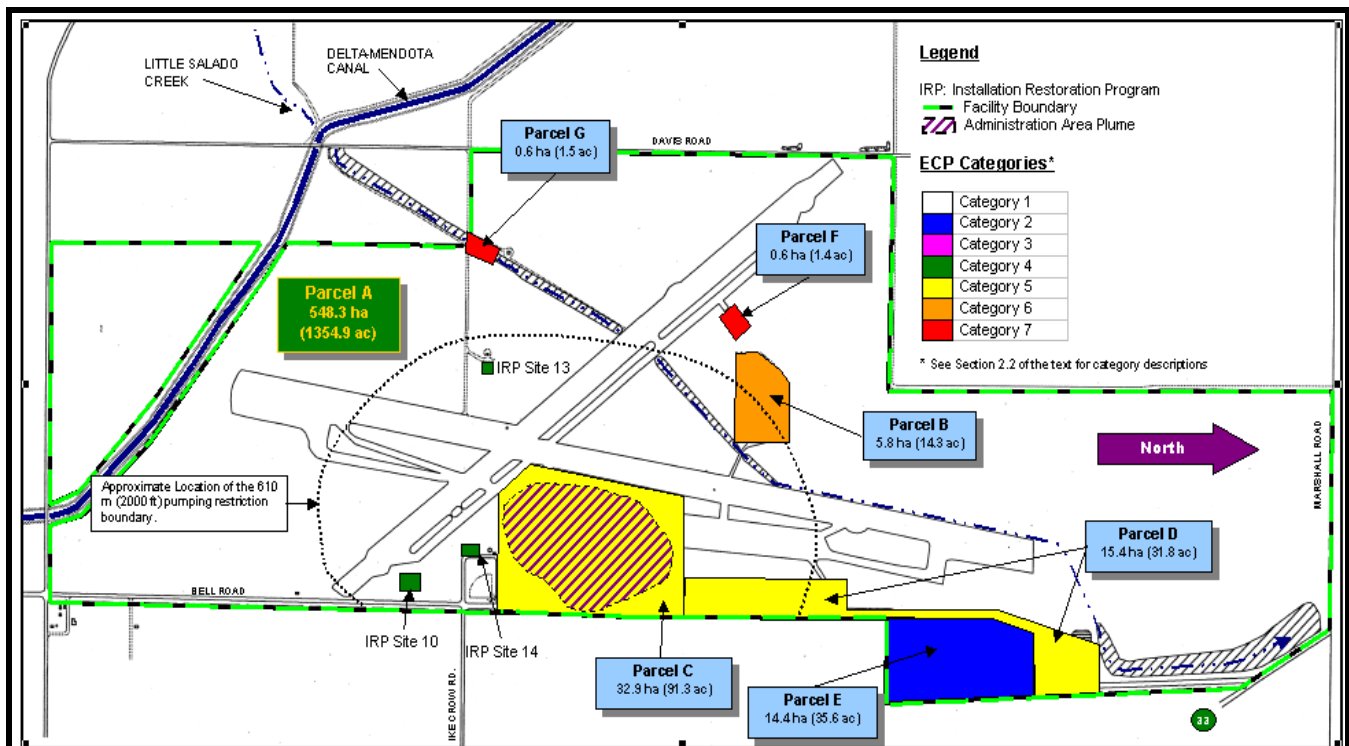 Legend
IRP: Installation Restoration Program
Facility Boundary
Administration Area Plume
ECP Categories*
Category 1
Category 2
Category 3
Category 4
Category 5
Category 6
Category 7
* See Section 2.2 of the text for category descriptions
LITTLE SALADO
CREEK
DELTA-MENDOTA
CANAL
Parcel G
0.6 ha (1.5 ac)
DAVIS ROAD
Parcel F
0.6 ha (1.4 ac)
Parcel A
548.3 ha
(1354.9 ac)
IRP Site 13
Parcel B
5.8 ha (14.3 ac)
North
MARSHALL ROAD
Approximate Location of the 610
m (2000 ft) pumping restriction
boundary.
Parcel D
15.4 ha (31.8 ac)
BELL ROAD
IRP Site 10
IRP Site 14
IKE CROW RD.
Parcel C
32.9 ha (91.3 ac)
Parcel E
14.4 ha (35.6 ac)
33